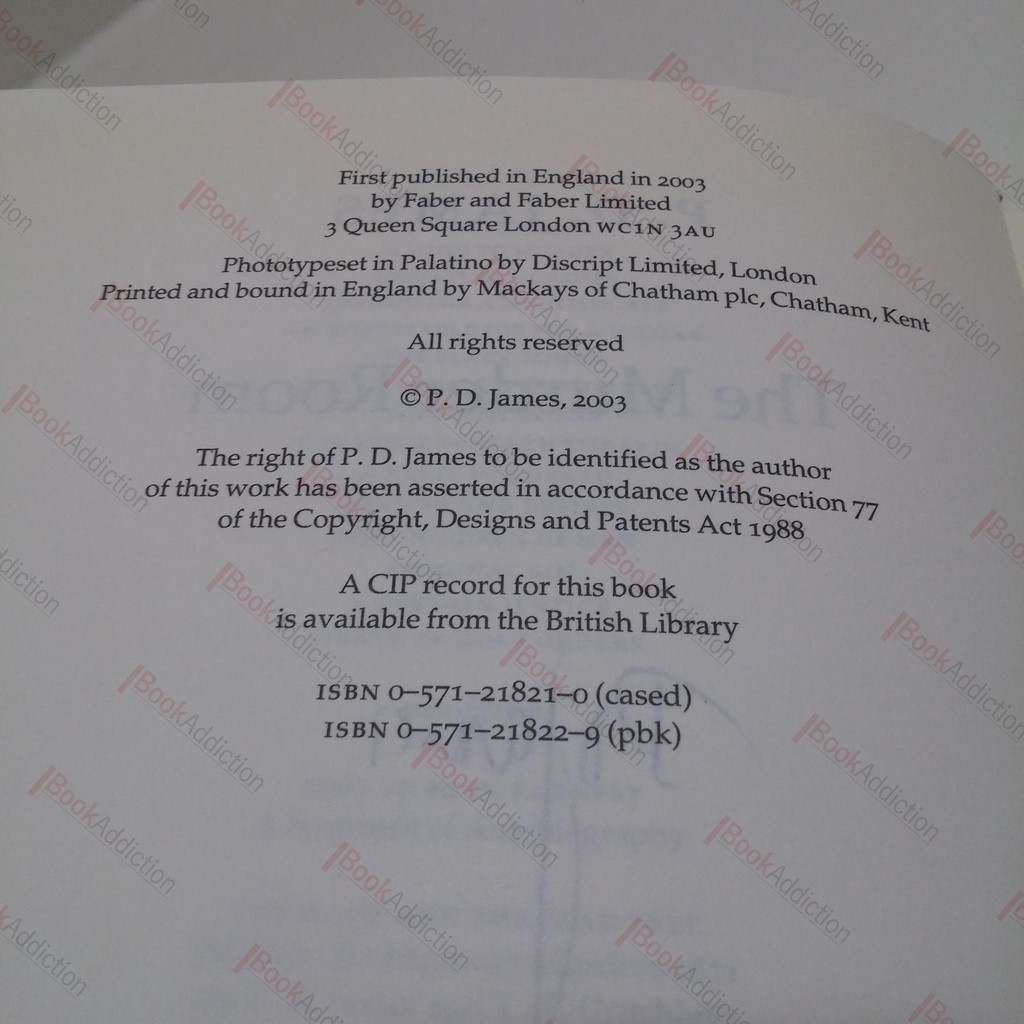 First published in England in 2003
by Faber and Faber Limited
3 Queen Square London WC1N 3AU
Phototypeset in Palatino by Discript Limited, London
Printed and bound in England by Mackays of Chatham plc, Chatham, Kent
All rights reserved
© P. D. James, 2003
The right of P. D. James to be identified as the author
of this work has been asserted in accordance with Section 77
of the Copyright, Designs and Patents Act 1988
A CIP record for this book
is available from the British Library
ISBN 0–571–21821–0 (cased)
ISBN 0–571–21822–9 (pbk)
BookAddiction